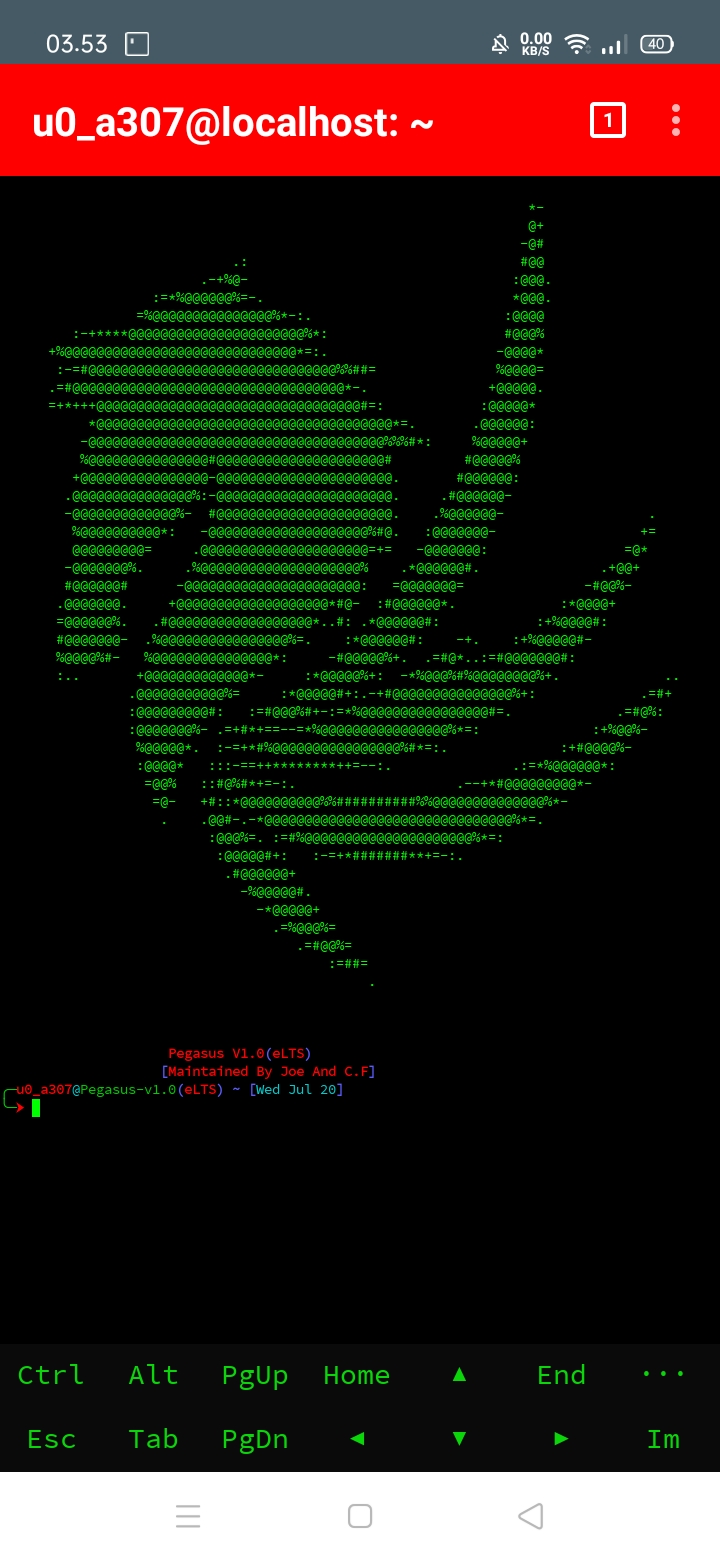 03.53 0.00 KB/S 40
u0_a307@localhost: ~ 1
Pegasus V1.0(eLTS)
[Maintained By Joe And C.F]
u0_a307@Pegasus-v1.0(eLTS) ~ [Wed Jul 20]
Ctrl Alt PgUp Home ▲ End ···
Esc Tab PgDn ◄ ▼ ► Im